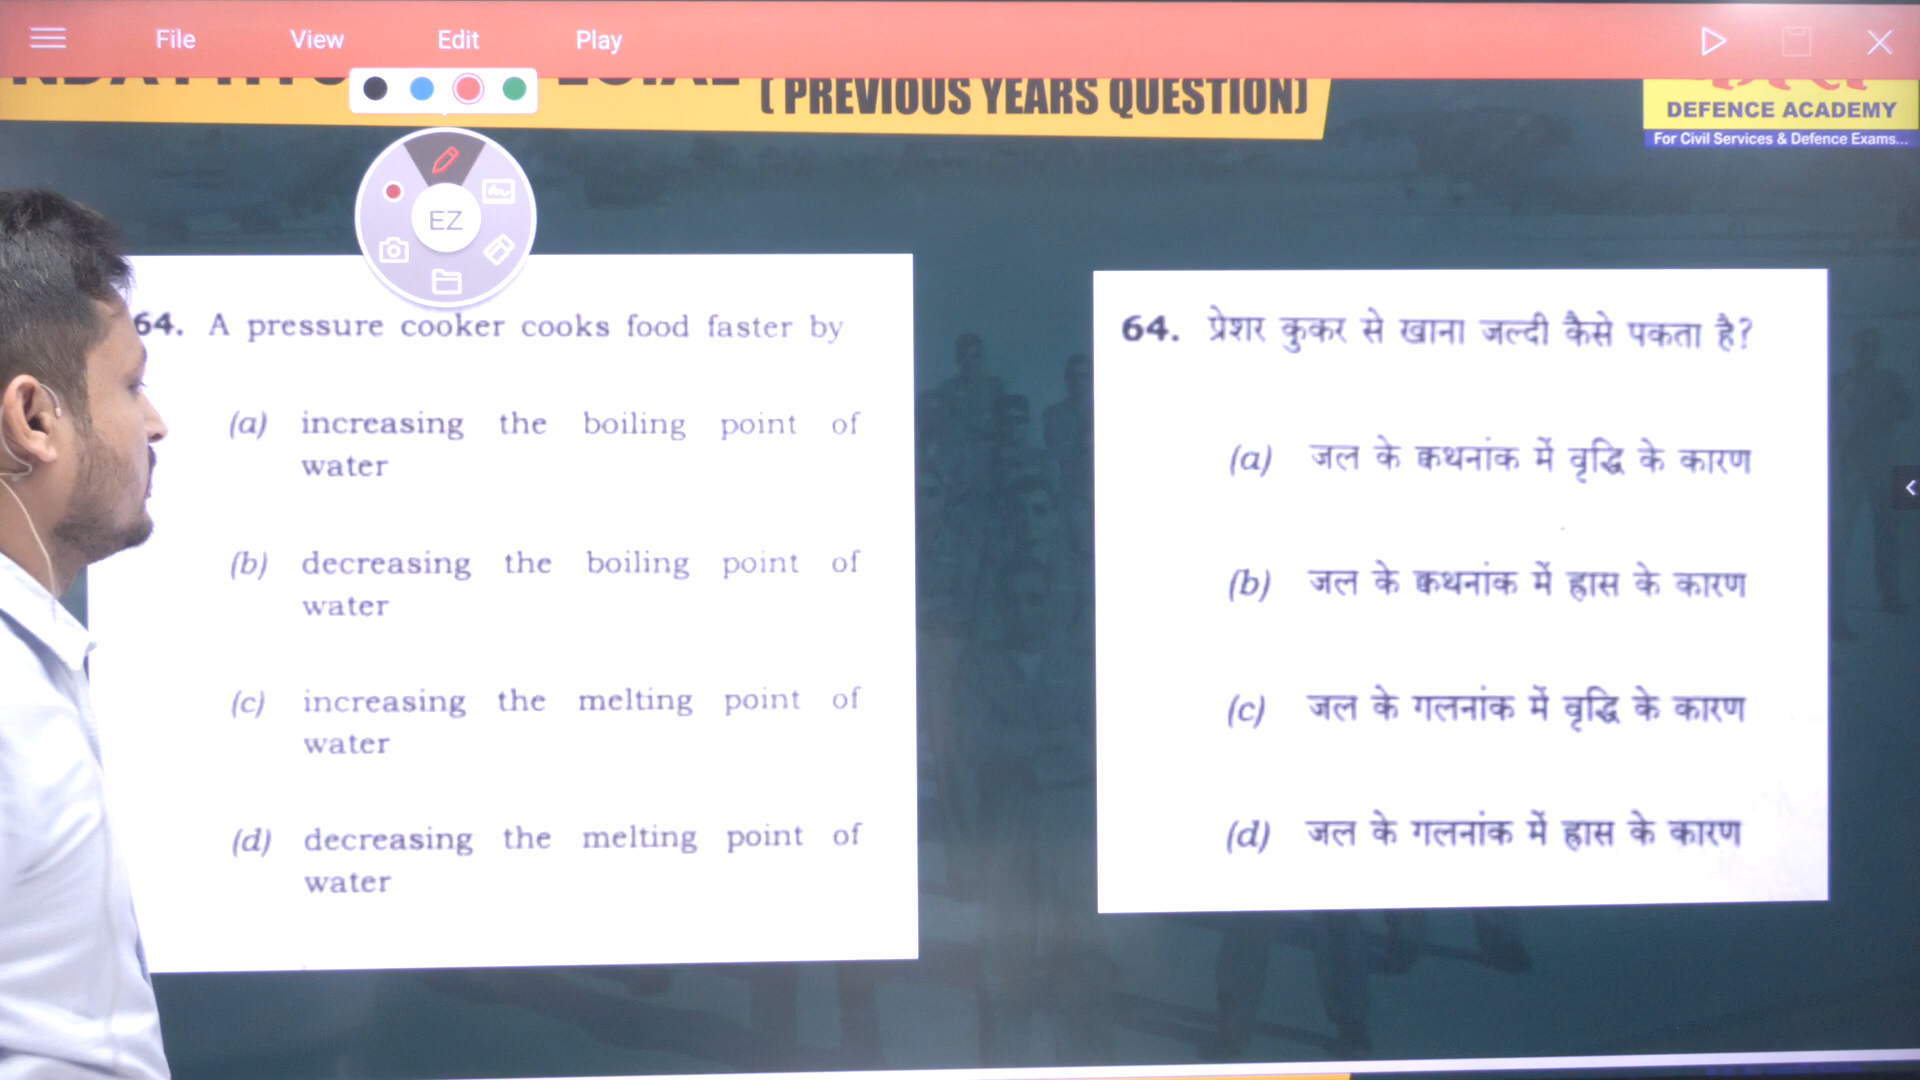 File View Edit Play
( PREVIOUS YEARS QUESTION)
DEFENCE ACADEMY
For Civil Services & Defence Exams...
EZ
64. A pressure cooker cooks food faster by
(a) increasing the boiling point of
water
(b) decreasing the boiling point of
water
(c) increasing the melting point of
water
(d) decreasing the melting point of
water
64. प्रेशर कुकर से खाना जल्दी कैसे पकता है?
(a) जल के क्वथनांक में वृद्धि के कारण
(b) जल के क्वथनांक में ह्रास के कारण
(c) जल के गलनांक में वृद्धि के कारण
(d) जल के गलनांक में ह्रास के कारण